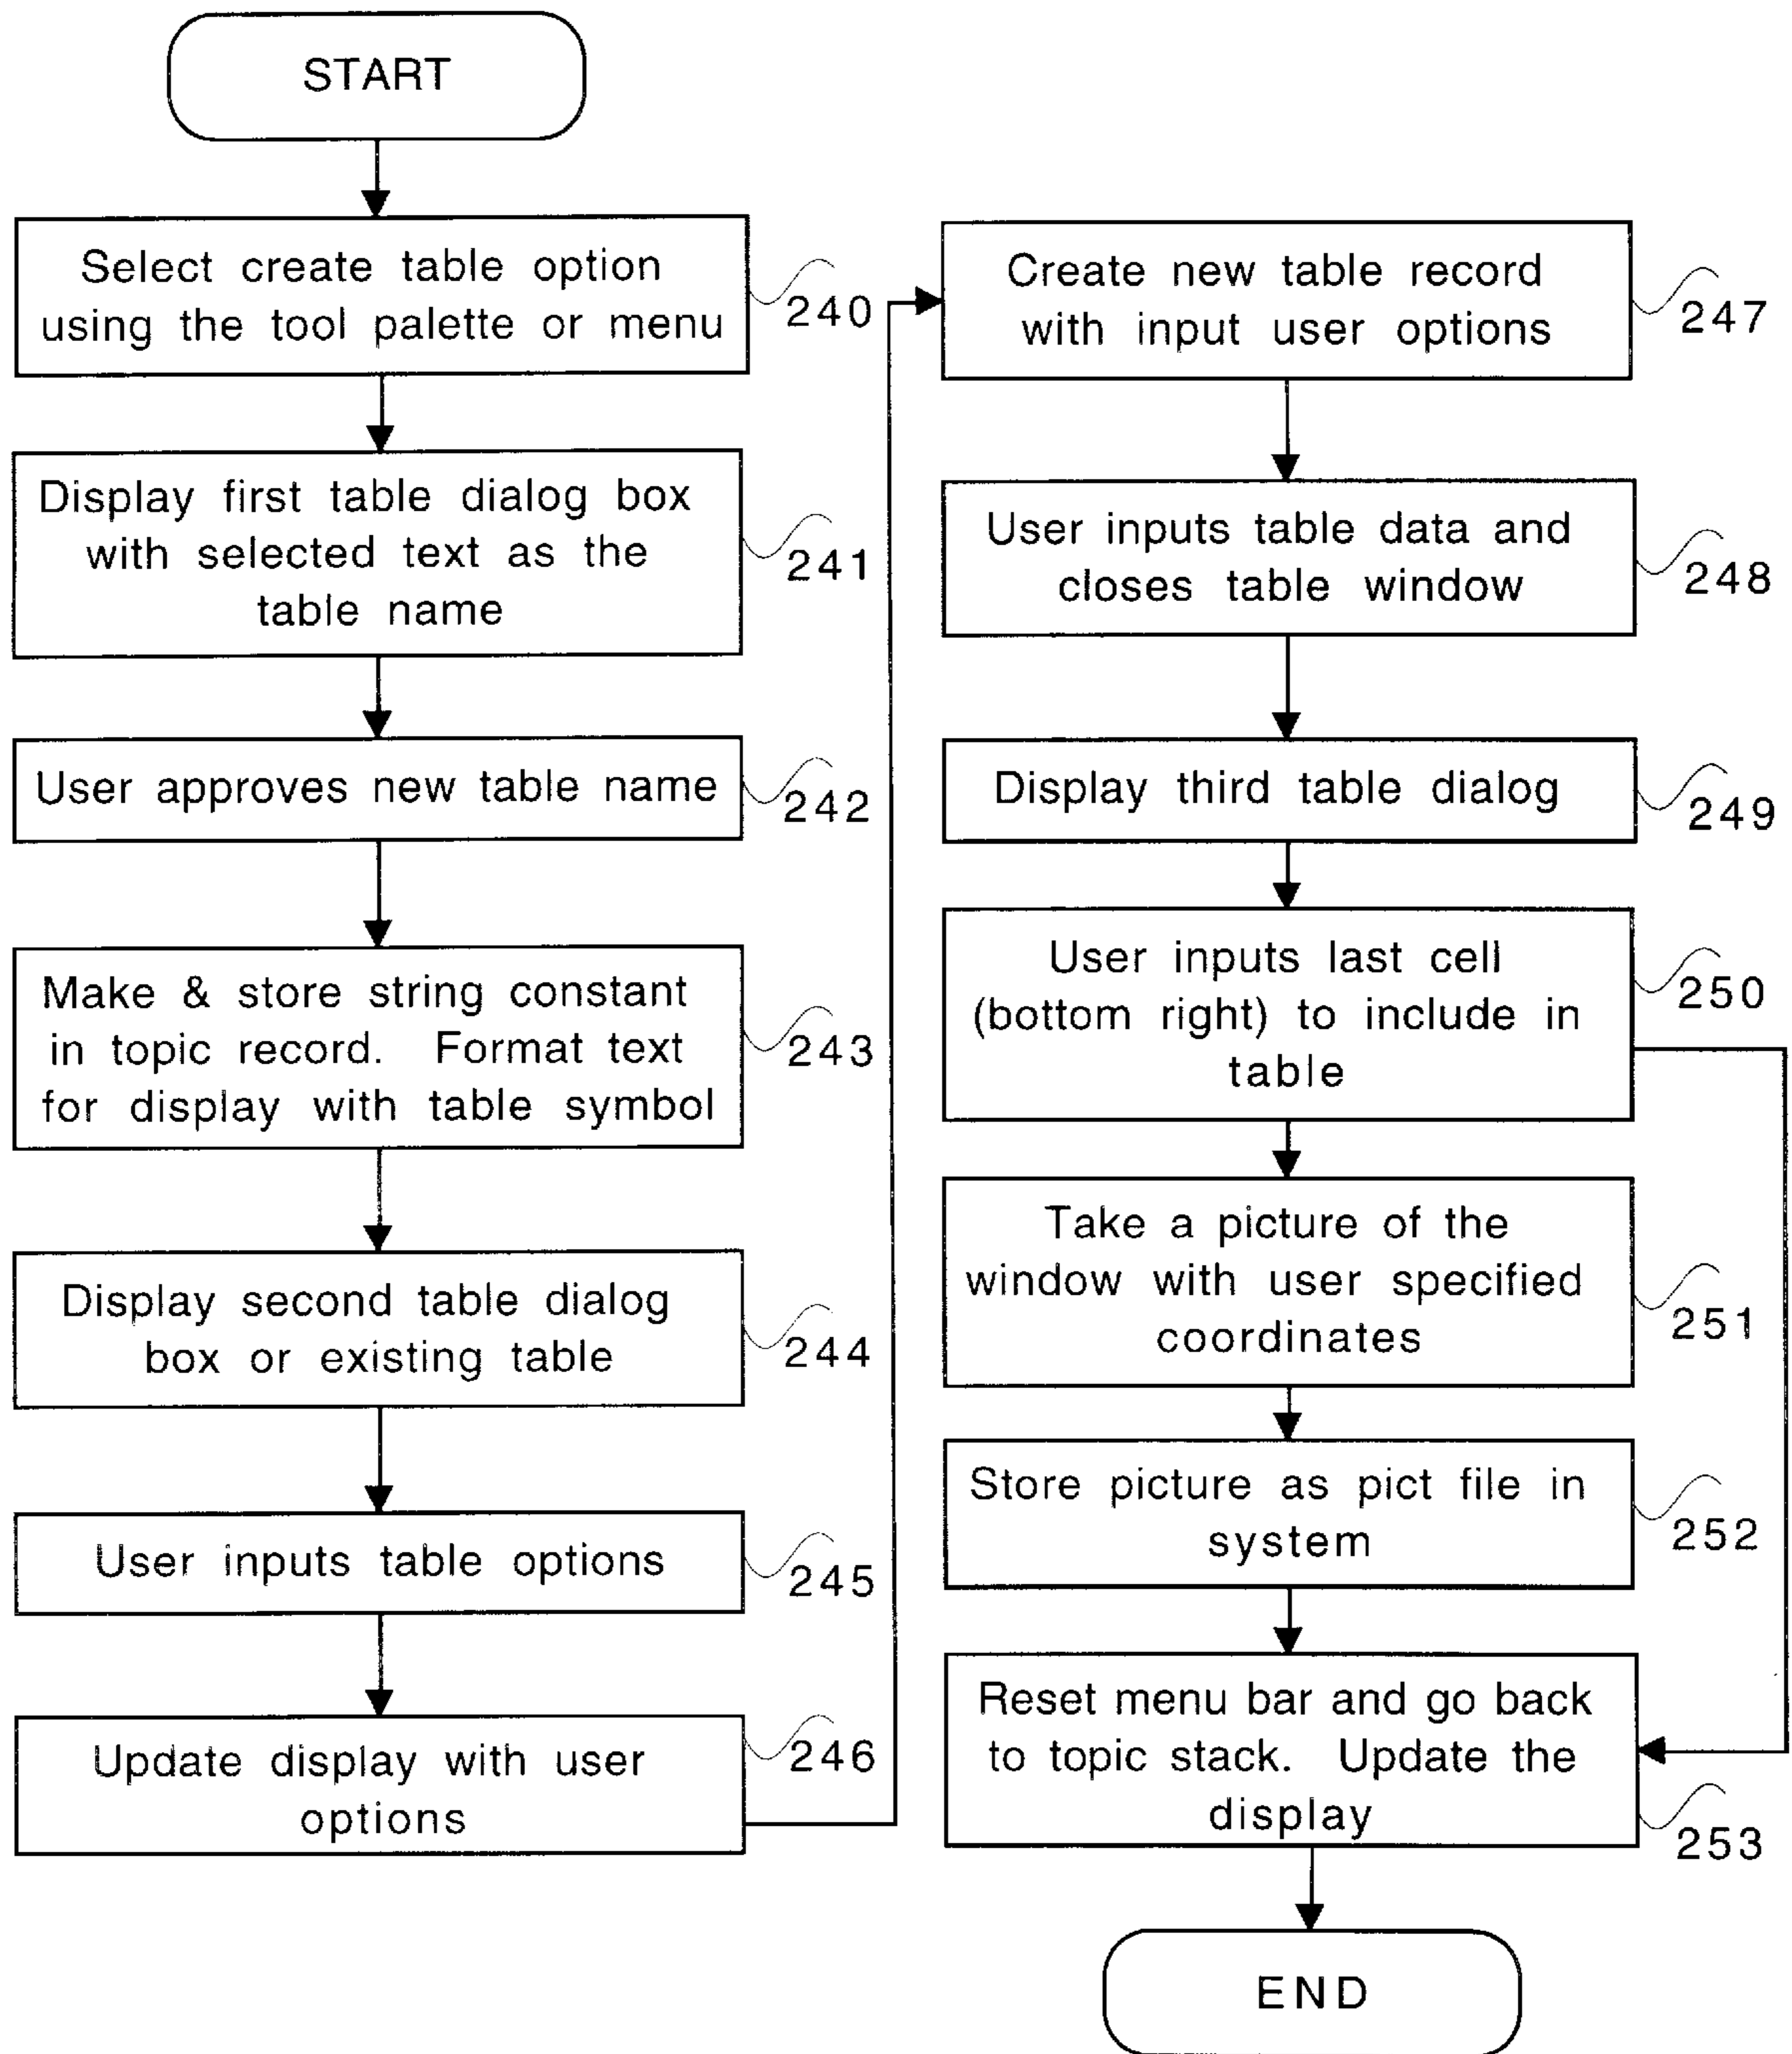 START
Select create table option
using the tool palette or menu
240
Display first table dialog box
with selected text as the
table name
241
User approves new table name
242
Make & store string constant
in topic record. Format text
for display with table symbol
243
Display second table dialog
box or existing table
244
User inputs table options
245
Update display with user
options
246
Create new table record
with input user options
247
User inputs table data and
closes table window
248
Display third table dialog
249
User inputs last cell
(bottom right) to include in
table
250
Take a picture of the
window with user specified
coordinates
251
Store picture as pict file in
system
252
Reset menu bar and go back
to topic stack. Update the
display
253
END